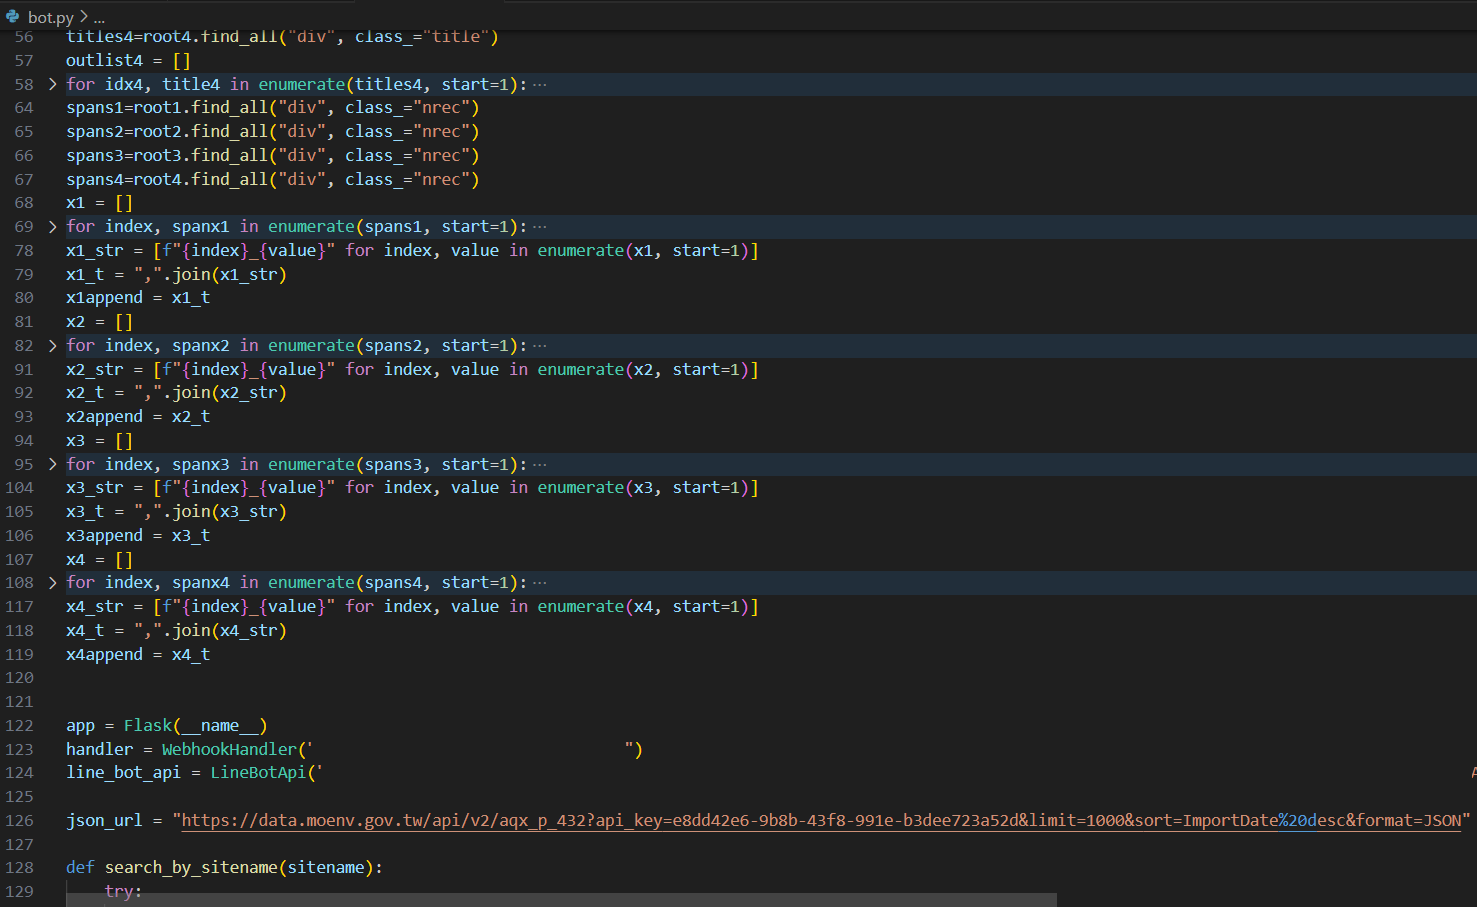 bot.py > ...
56 titles4=root4.find_all("div", class_="title")
57 outlist4 = []
58 > for idx4, title4 in enumerate(titles4, start=1): ···
64 spans1=root1.find_all("div", class_="nrec")
65 spans2=root2.find_all("div", class_="nrec")
66 spans3=root3.find_all("div", class_="nrec")
67 spans4=root4.find_all("div", class_="nrec")
68 x1 = []
69 > for index, spanx1 in enumerate(spans1, start=1): ···
78 x1_str = [f"{index}_{value}" for index, value in enumerate(x1, start=1)]
79 x1_t = ",".join(x1_str)
80 x1append = x1_t
81 x2 = []
82 > for index, spanx2 in enumerate(spans2, start=1): ···
91 x2_str = [f"{index}_{value}" for index, value in enumerate(x2, start=1)]
92 x2_t = ",".join(x2_str)
93 x2append = x2_t
94 x3 = []
95 > for index, spanx3 in enumerate(spans3, start=1): ···
104 x3_str = [f"{index}_{value}" for index, value in enumerate(x3, start=1)]
105 x3_t = ",".join(x3_str)
106 x3append = x3_t
107 x4 = []
108 > for index, spanx4 in enumerate(spans4, start=1): ···
117 x4_str = [f"{index}_{value}" for index, value in enumerate(x4, start=1)]
118 x4_t = ",".join(x4_str)
119 x4append = x4_t
120
121
122 app = Flask(__name__)
123 handler = WebhookHandler(' ")
124 line_bot_api = LineBotApi('
125
126 json_url = "https://data.moenv.gov.tw/api/v2/aqx_p_432?api_key=e8dd42e6-9b8b-43f8-991e-b3dee723a52d&limit=1000&sort=ImportDate%20desc&format=JSON"
127
128 def search_by_sitename(sitename):
129 try: